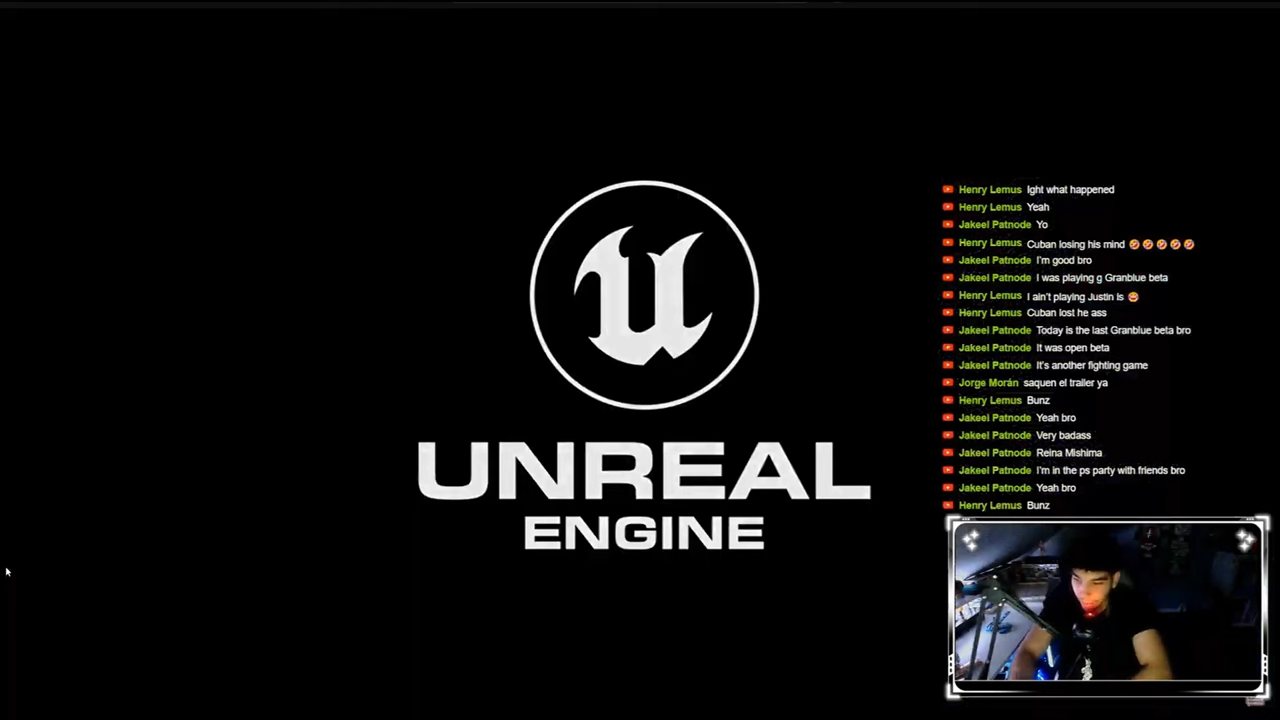 UNREAL
ENGINE
Henry Lemus Ight what happened
Henry Lemus Yeah
Jakeel Patnode Yo
Henry Lemus Cuban losing his mind 🤣🤣🤣🤣🤣
Jakeel Patnode I'm good bro
Jakeel Patnode I was playing g Granblue beta
Henry Lemus I ain't playing Justin is 😂
Henry Lemus Cuban lost he ass
Jakeel Patnode Today is the last Granblue beta bro
Jakeel Patnode It was open beta
Jakeel Patnode It's another fighting game
Jorge Morán saquen el trailer ya
Henry Lemus Bunz
Jakeel Patnode Yeah bro
Jakeel Patnode Very badass
Jakeel Patnode Reina Mishima
Jakeel Patnode I'm in the ps party with friends bro
Jakeel Patnode Yeah bro
Henry Lemus Bunz